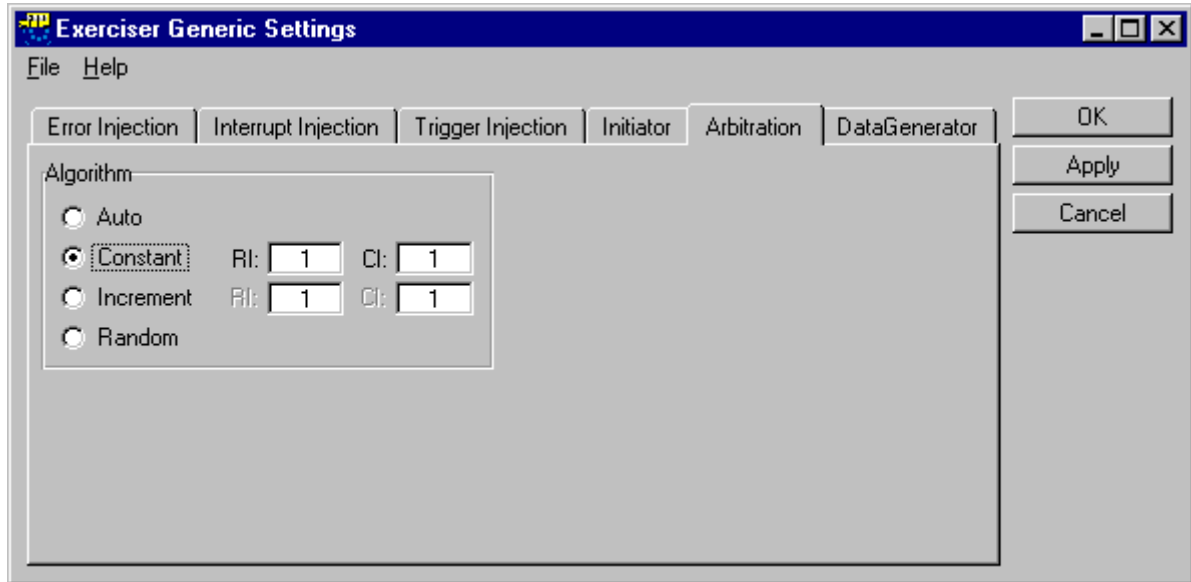 Exerciser Generic Settings
File Help
Error Injection Interrupt Injection Trigger Injection Initiator Arbitration DataGenerator
OK
Apply
Cancel
Algorithm
Auto
Constant RI: 1 CI: 1
Increment RI: 1 CI: 1
Random